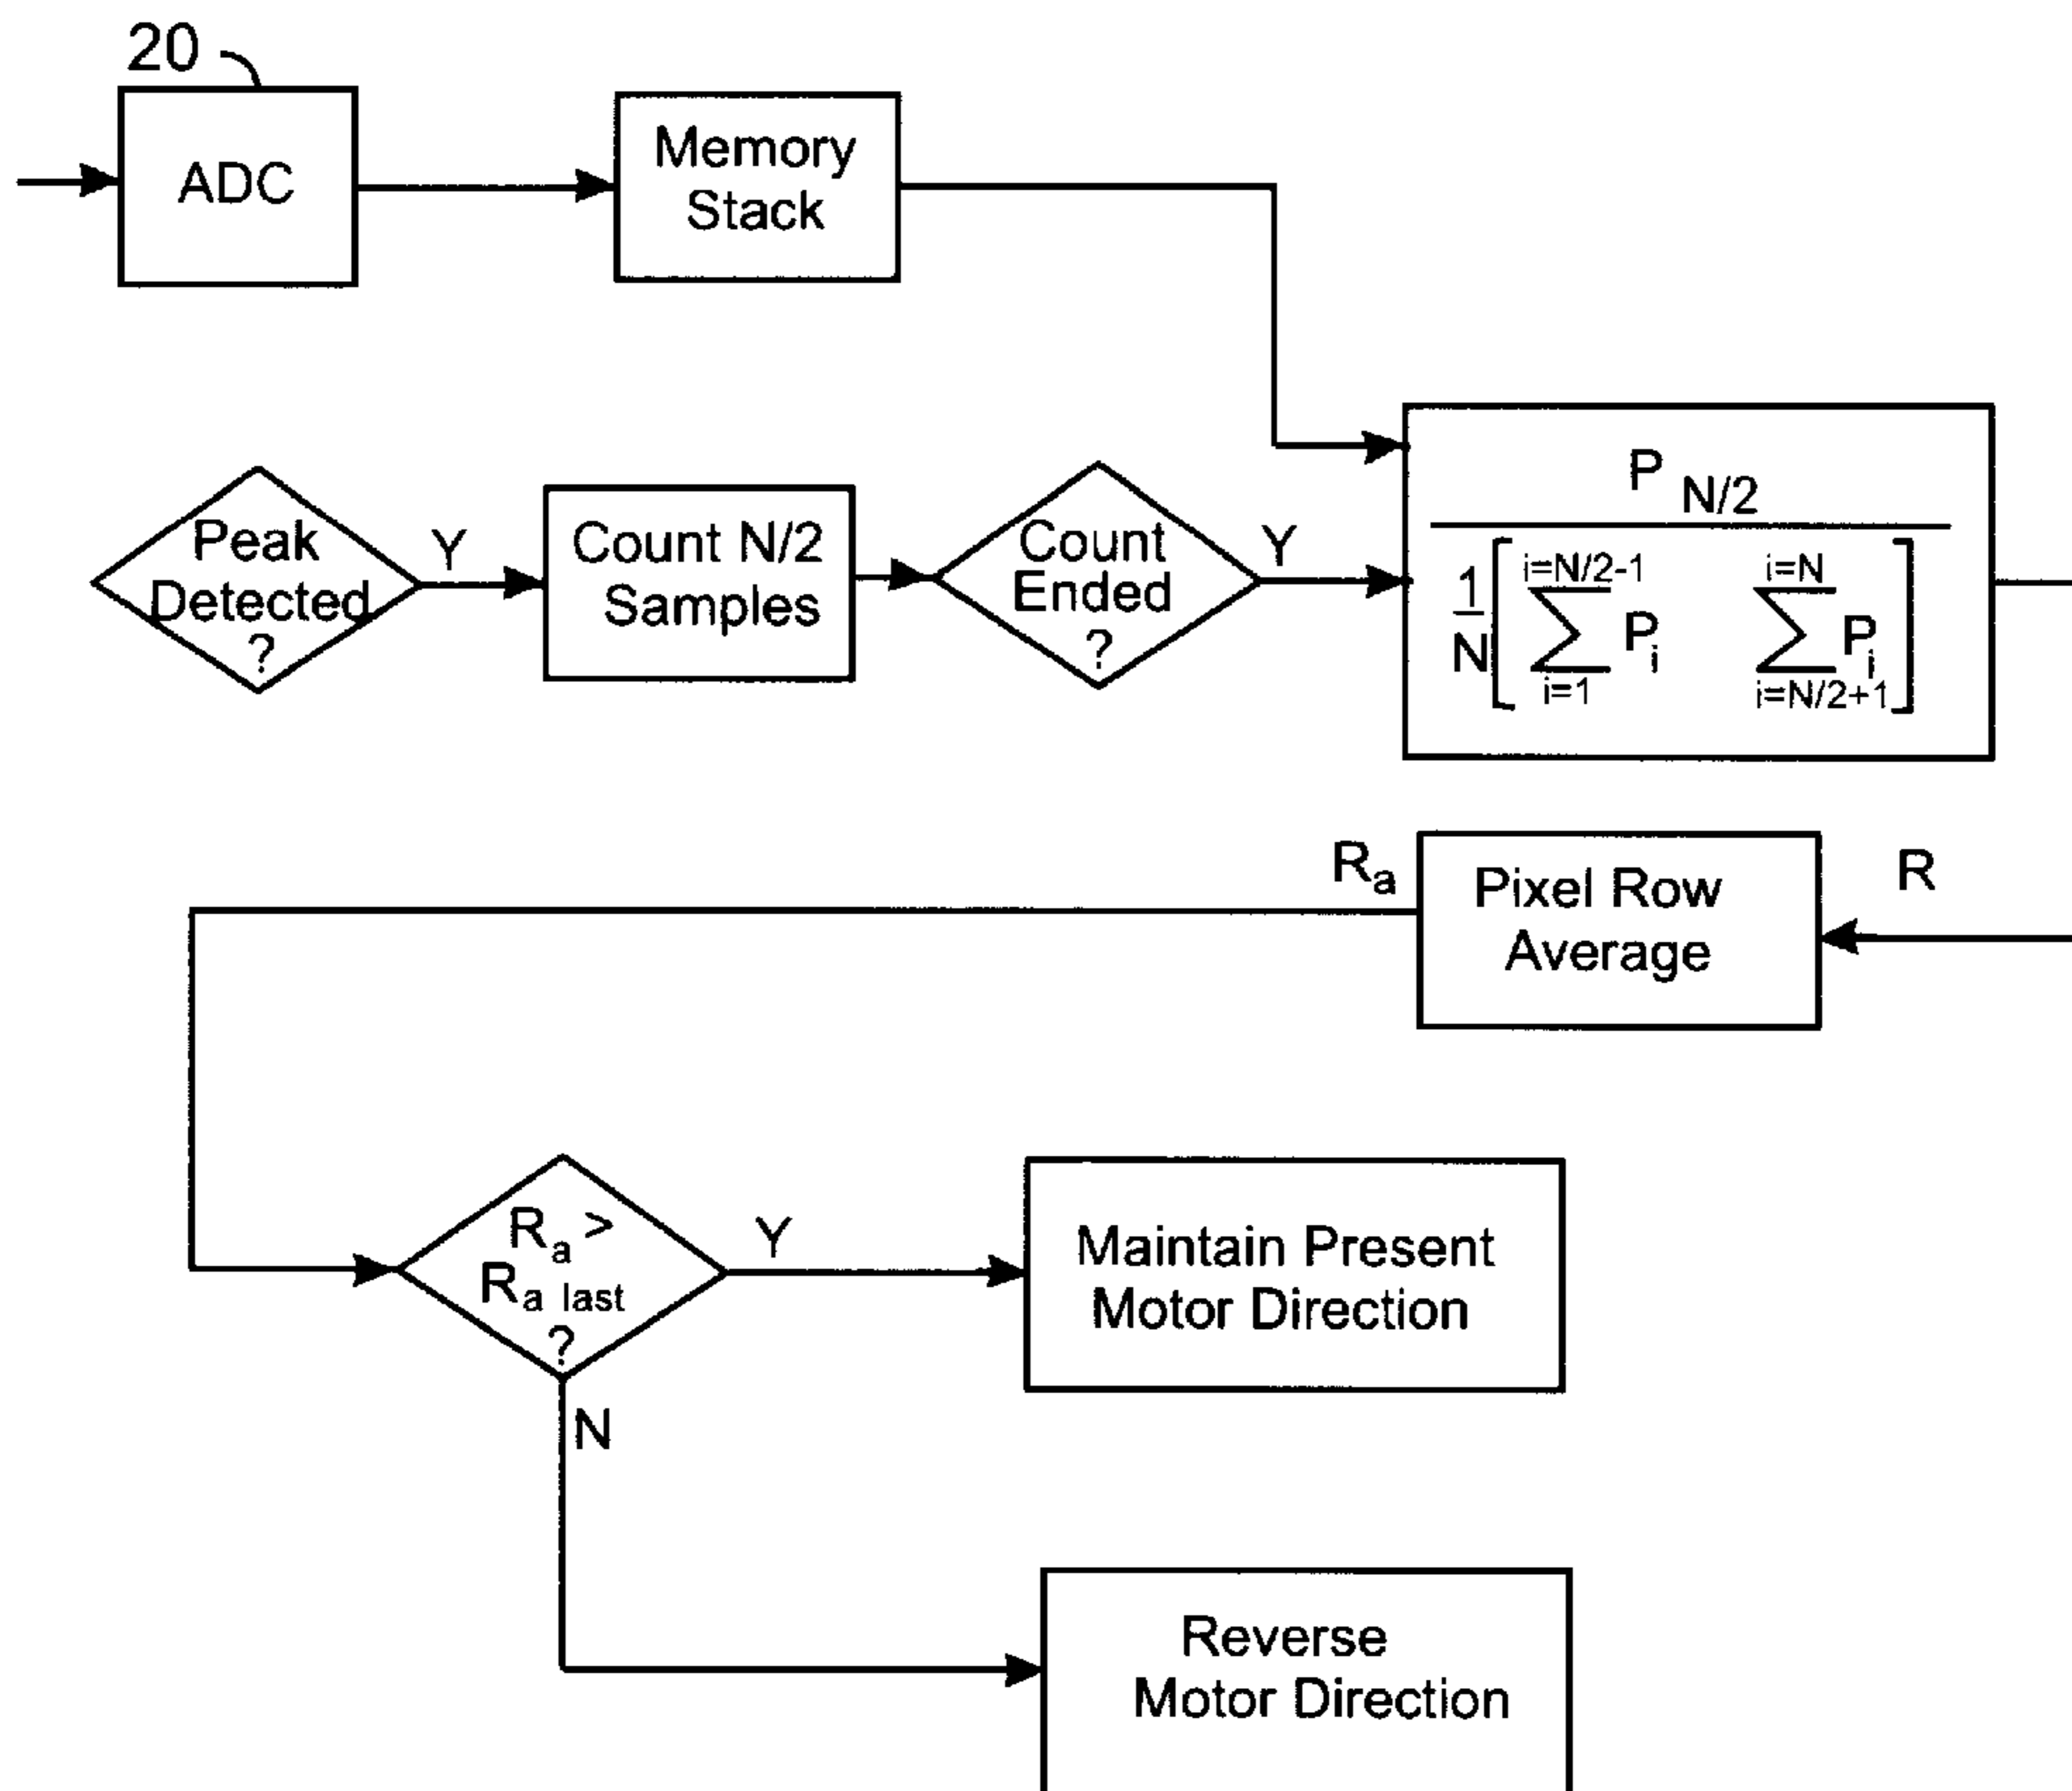 20
ADC
Memory
Stack
Peak
Detected
?
Y
Count N/2
Samples
Count
Ended
?
Y
P N/2
1
N
i=N/2-1
∑ Pi
i=1
i=N
∑ Pi
i=N/2+1
Ra
Pixel Row
Average
R
Ra >
Ra last
?
Y
Maintain Present
Motor Direction
N
Reverse
Motor Direction